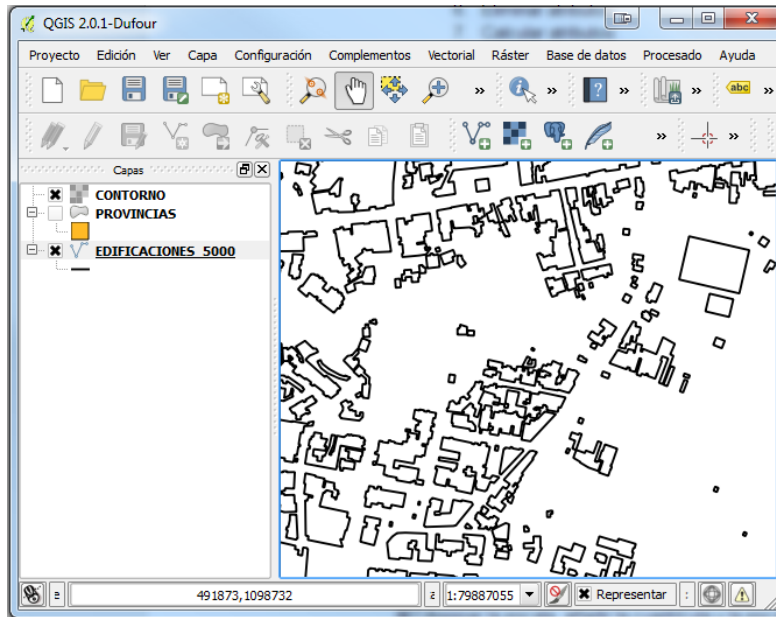 QGIS 2.0.1-Dufour
Proyecto Edición Ver Capa Configuración Complementos Vectorial Ráster Base de datos Procesado Ayuda
» » » » abc »
» »
Capas
CONTORNO
PROVINCIAS
EDIFICACIONES_5000
491873,1098732 1:79887055 Representar